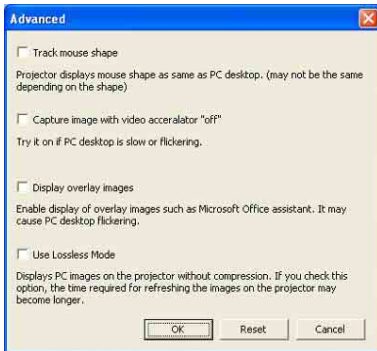 Advanced
Track mouse shape
Projector displays mouse shape as same as PC desktop. (may not be the same
depending on the shape)
Capture image with video accelarator "off"
Try it on if PC desktop is slow or flickering.
Display overlay images
Enable display of overlay images such as Microsoft Office assistant. It may
cause PC desktop flickering.
Use Lossless Mode
Displays PC images on the projector without compression. If you check this
option, the time required for refreshing the images on the projector may
become longer.
OK
Reset
Cancel